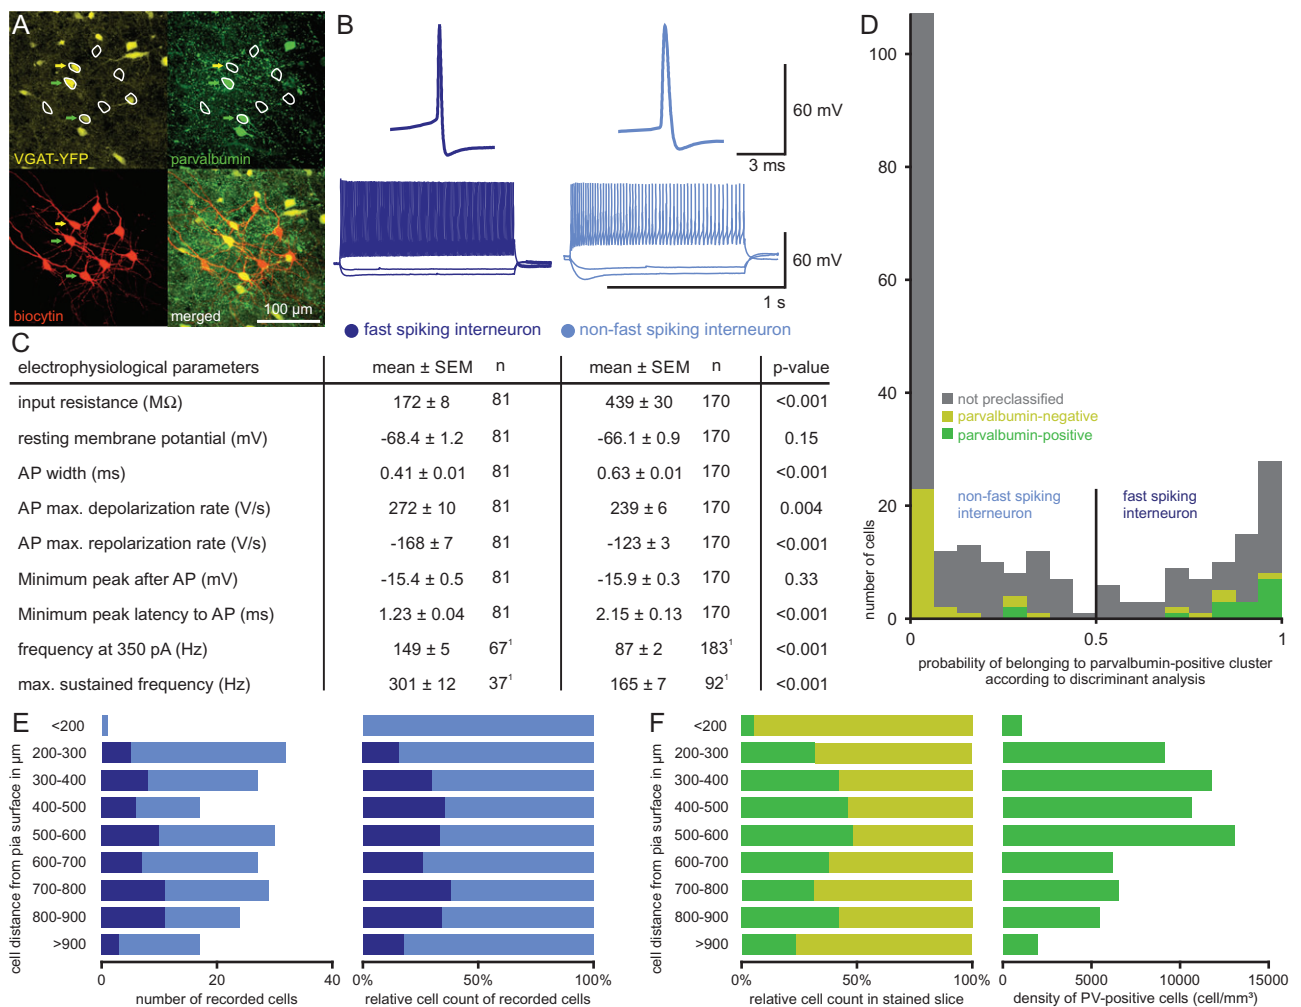 A
VGAT-YFP
parvalbumin
biocytin
merged
100 µm
B
60 mV
3 ms
60 mV
1 s
fast spiking interneuron
non-fast spiking interneuron
C
electrophysiological parameters mean ± SEM n mean ± SEM n p-value
input resistance (MΩ) 172 ± 8 81 439 ± 30 170 <0.001
resting membrane potential (mV) -68.4 ± 1.2 81 -66.1 ± 0.9 170 0.15
AP width (ms) 0.41 ± 0.01 81 0.63 ± 0.01 170 <0.001
AP max. depolarization rate (V/s) 272 ± 10 81 239 ± 6 170 0.004
AP max. repolarization rate (V/s) -168 ± 7 81 -123 ± 3 170 <0.001
Minimum peak after AP (mV) -15.4 ± 0.5 81 -15.9 ± 0.3 170 0.33
Minimum peak latency to AP (ms) 1.23 ± 0.04 81 2.15 ± 0.13 170 <0.001
frequency at 350 pA (Hz) 149 ± 5 67¹ 87 ± 2 183¹ <0.001
max. sustained frequency (Hz) 301 ± 12 37¹ 165 ± 7 92¹ <0.001
D
100
80
60
40
20
0
number of cells
not preclassified
parvalbumin-negative
parvalbumin-positive
non-fast spiking
interneuron
fast spiking
interneuron
0 0.5 1
probability of belonging to parvalbumin-positive cluster
according to discriminant analysis
E
cell distance from pia surface in µm
<200
200-300
300-400
400-500
500-600
600-700
700-800
800-900
>900
0 20 40
number of recorded cells
0% 50% 100%
relative cell count of recorded cells
F
cell distance from pia surface in µm
<200
200-300
300-400
400-500
500-600
600-700
700-800
800-900
>900
0% 50% 100%
relative cell count in stained slice
0 5000 10000 15000
density of PV-positive cells (cell/mm³)